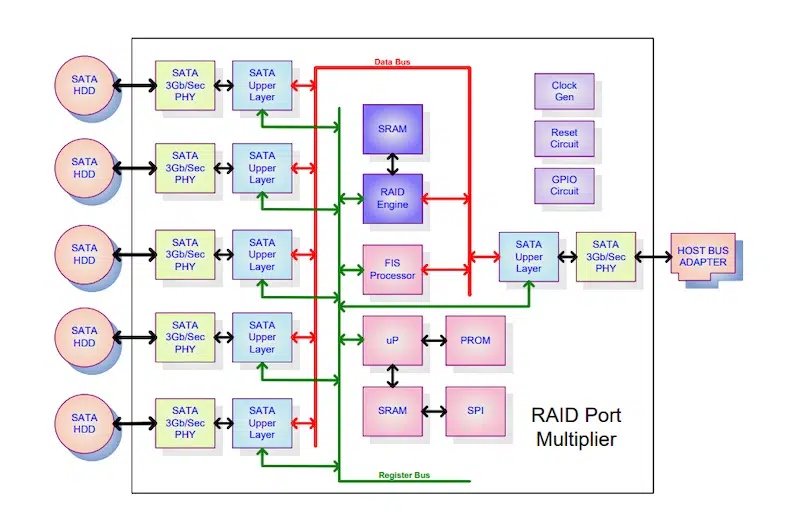 Data Bus
SATA
HDD
SATA
3Gb/Sec
PHY
SATA
Upper
Layer
SRAM
Clock
Gen
Reset
Circuit
SATA
HDD
SATA
3Gb/Sec
PHY
SATA
Upper
Layer
RAID
Engine
GPIO
Circuit
SATA
HDD
SATA
3Gb/Sec
PHY
SATA
Upper
Layer
FIS
Processor
SATA
Upper
Layer
SATA
3Gb/Sec
PHY
HOST BUS
ADAPTER
SATA
HDD
SATA
3Gb/Sec
PHY
SATA
Upper
Layer
uP
PROM
SATA
HDD
SATA
3Gb/Sec
PHY
SATA
Upper
Layer
SRAM
SPI
RAID Port
Multiplier
Register Bus